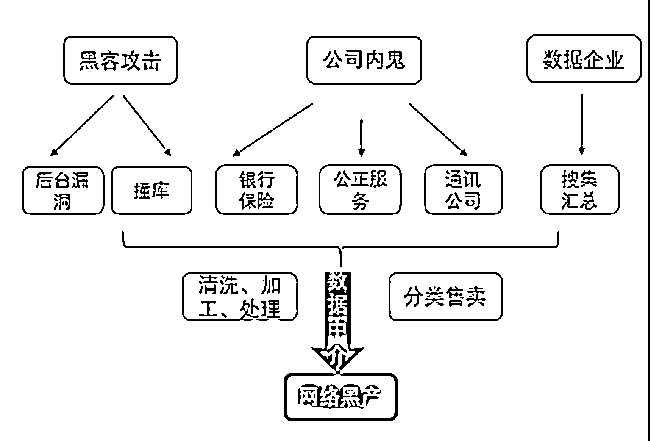 黑客攻击
公司内鬼
数据企业
后台漏
洞
撞库
银行
保险
公正服
务
通讯
公司
搜集
汇总
清洗、加
工、处理
数据中介
分类售卖
网络黑产